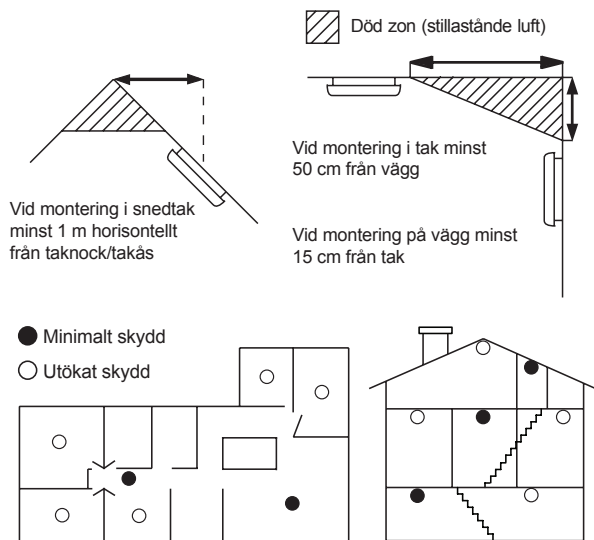 Död zon (stillastånde luft)
Vid montering i tak minst
50 cm från vägg
Vid montering i snedtak
minst 1 m horisontellt
från taknock/takås
Vid montering på vägg minst
15 cm från tak
Minimalt skydd
Utökat skydd